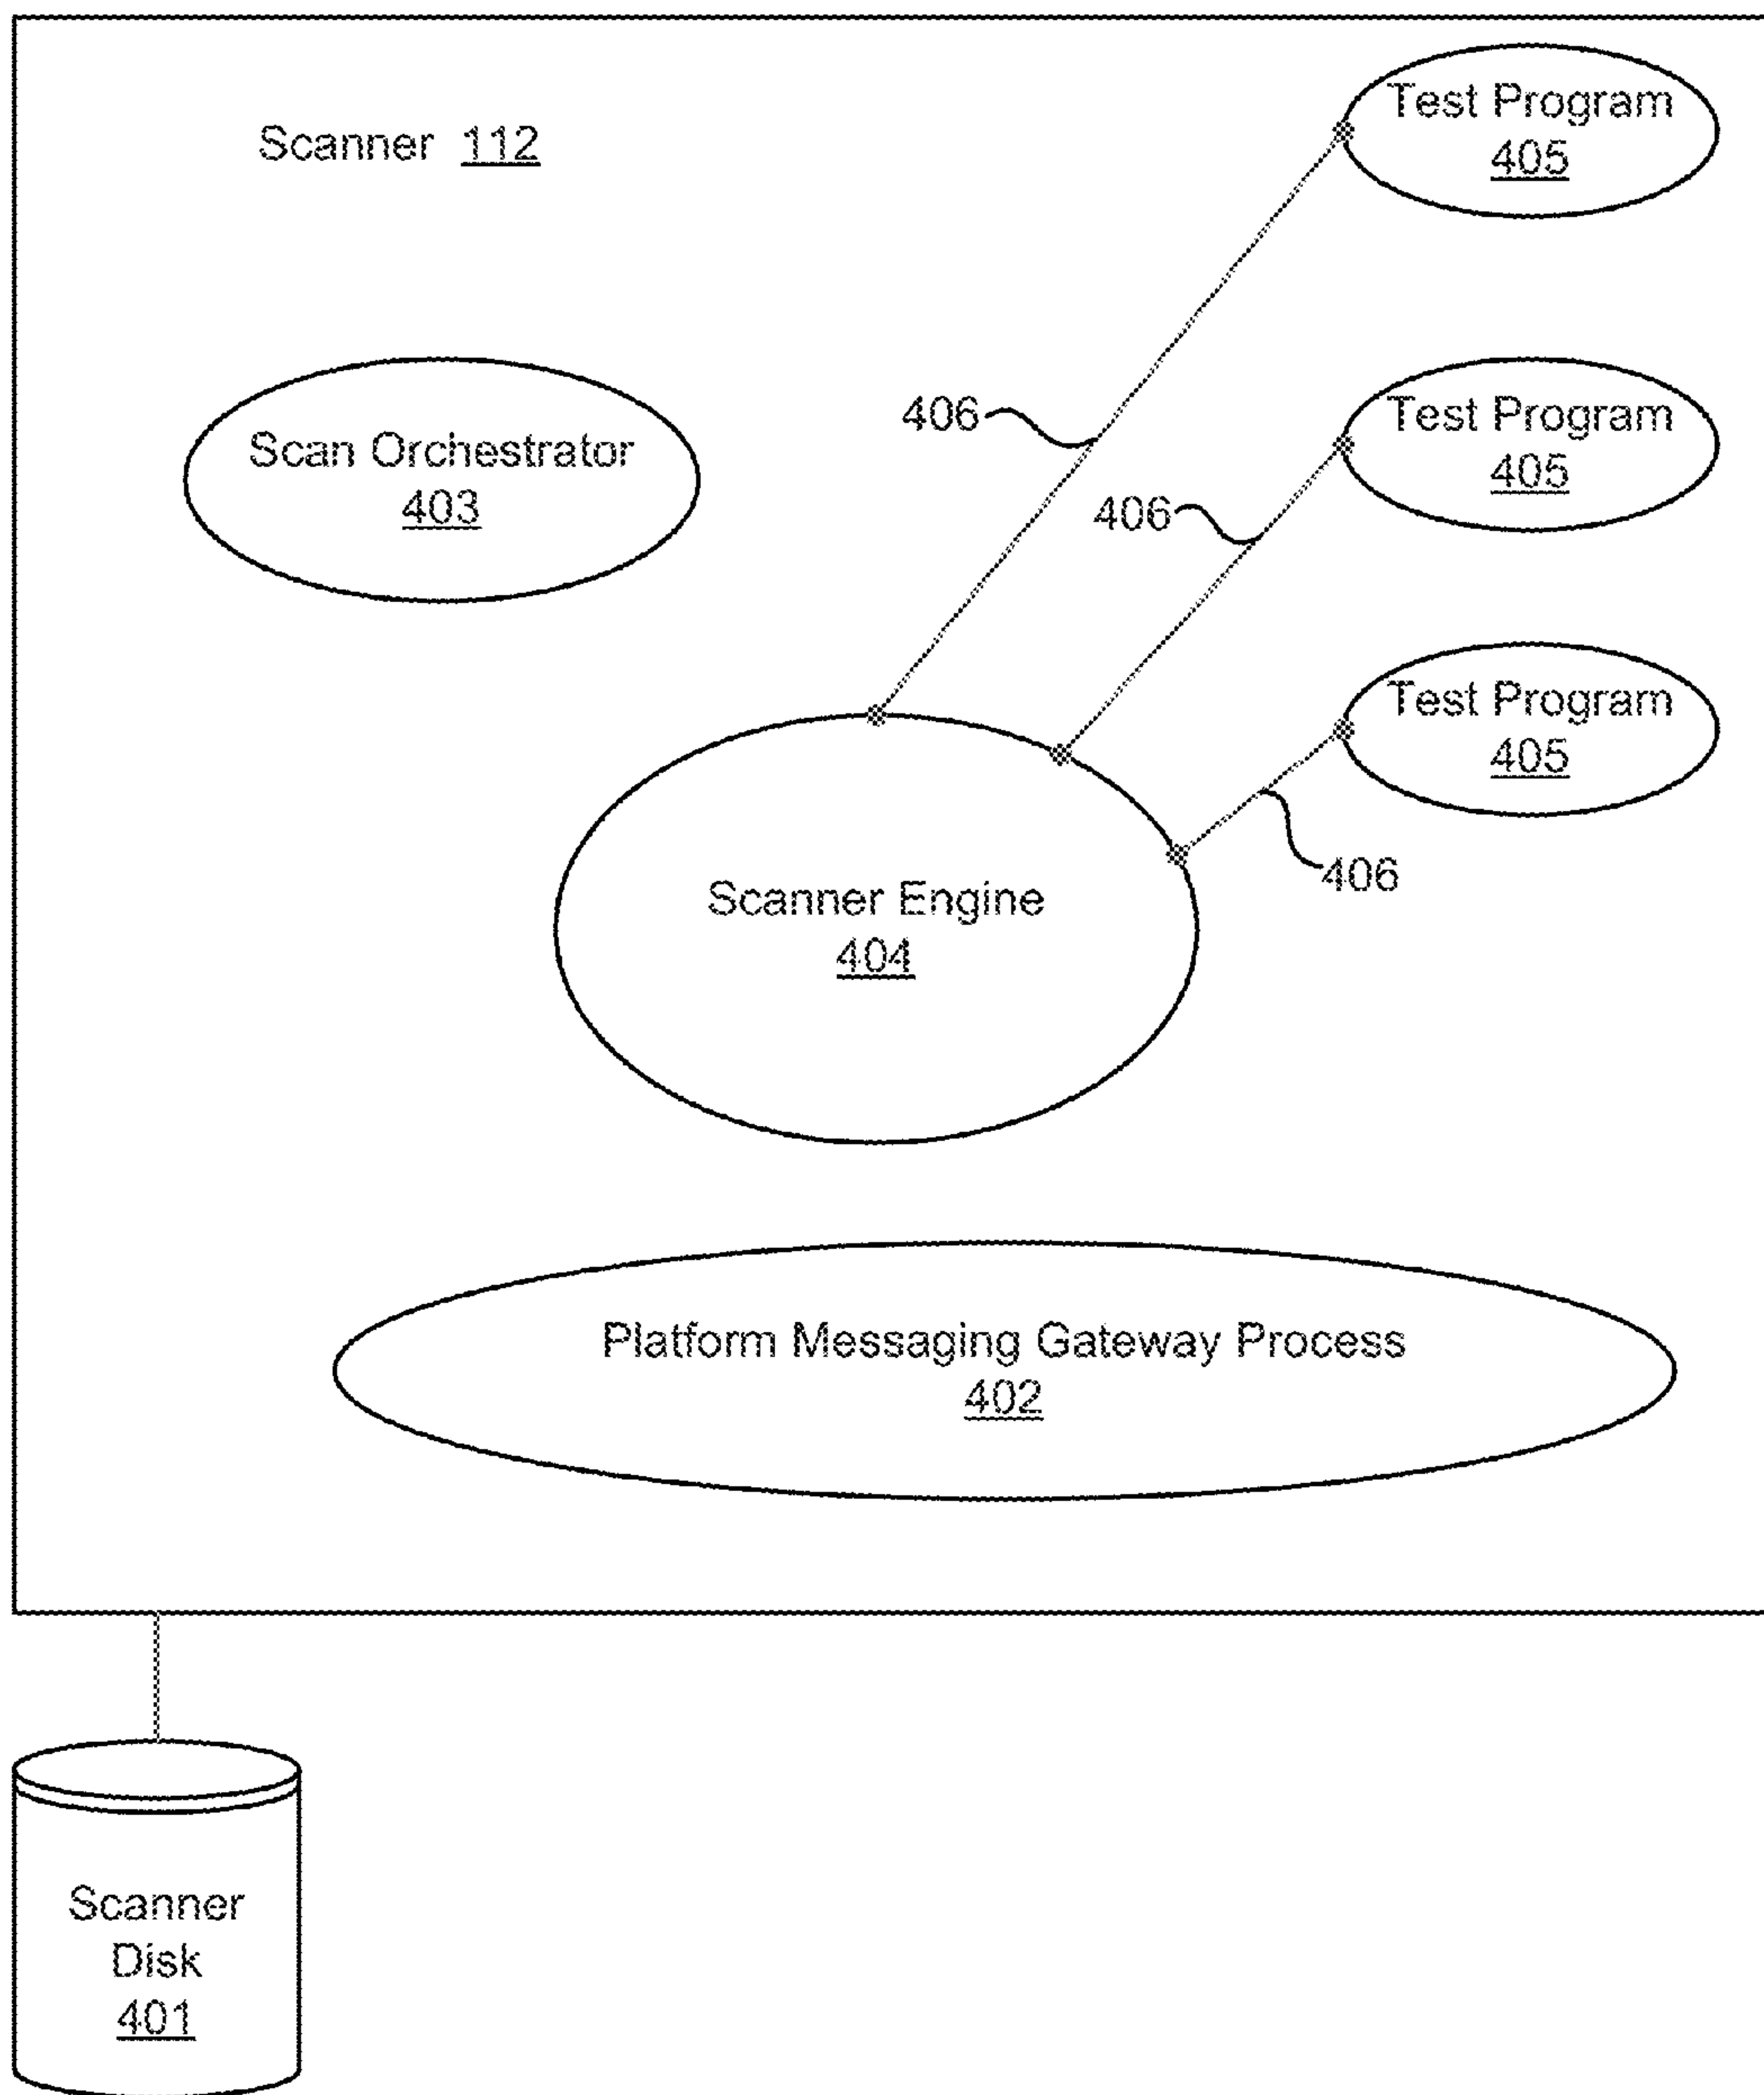 Scanner 112
Test Program
405
Scan Orchestrator
403
406
Test Program
405
406
Test Program
405
406
Scanner Engine
404
Platform Messaging Gateway Process
402
Scanner
Disk
401